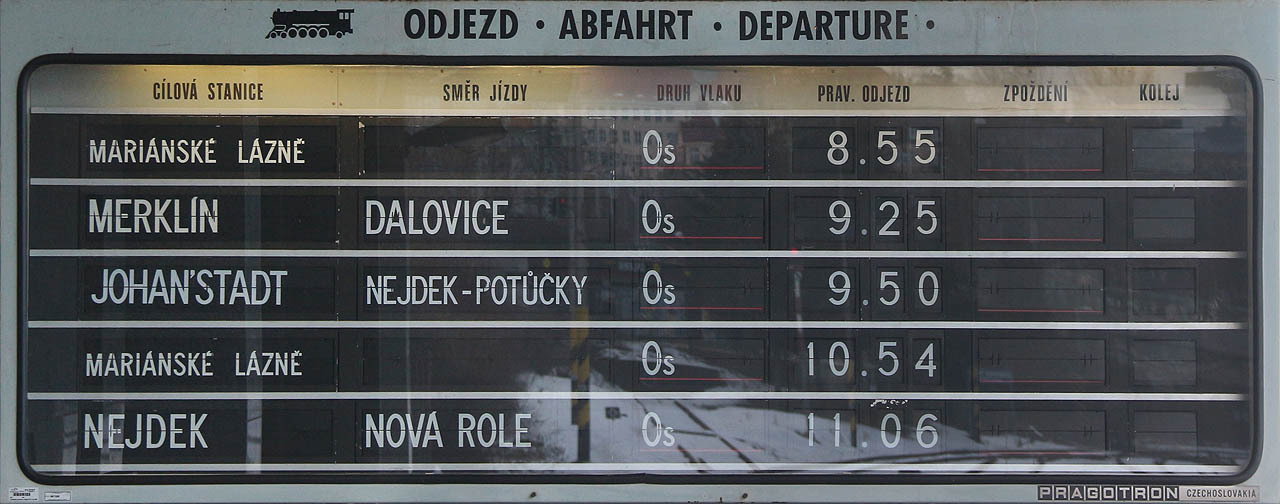 ODJEZD · ABFAHRT · DEPARTURE ·
CÍLOVÁ STANICE SMĚR JÍZDY DRUH VLAKU PRAV. ODJEZD ZPOŽDĚNÍ KOLEJ
MARIÁNSKÉ LÁZNĚ Os 8.55
MERKLÍN DALOVICE Os 9.25
JOHAN'STADT NEJDEK-POTŮČKY Os 9.50
MARIÁNSKÉ LÁZNĚ Os 10.54
NEJDEK NOVÁ ROLE Os 11.06
PRAGOTRON CZECHOSLOVAKIA